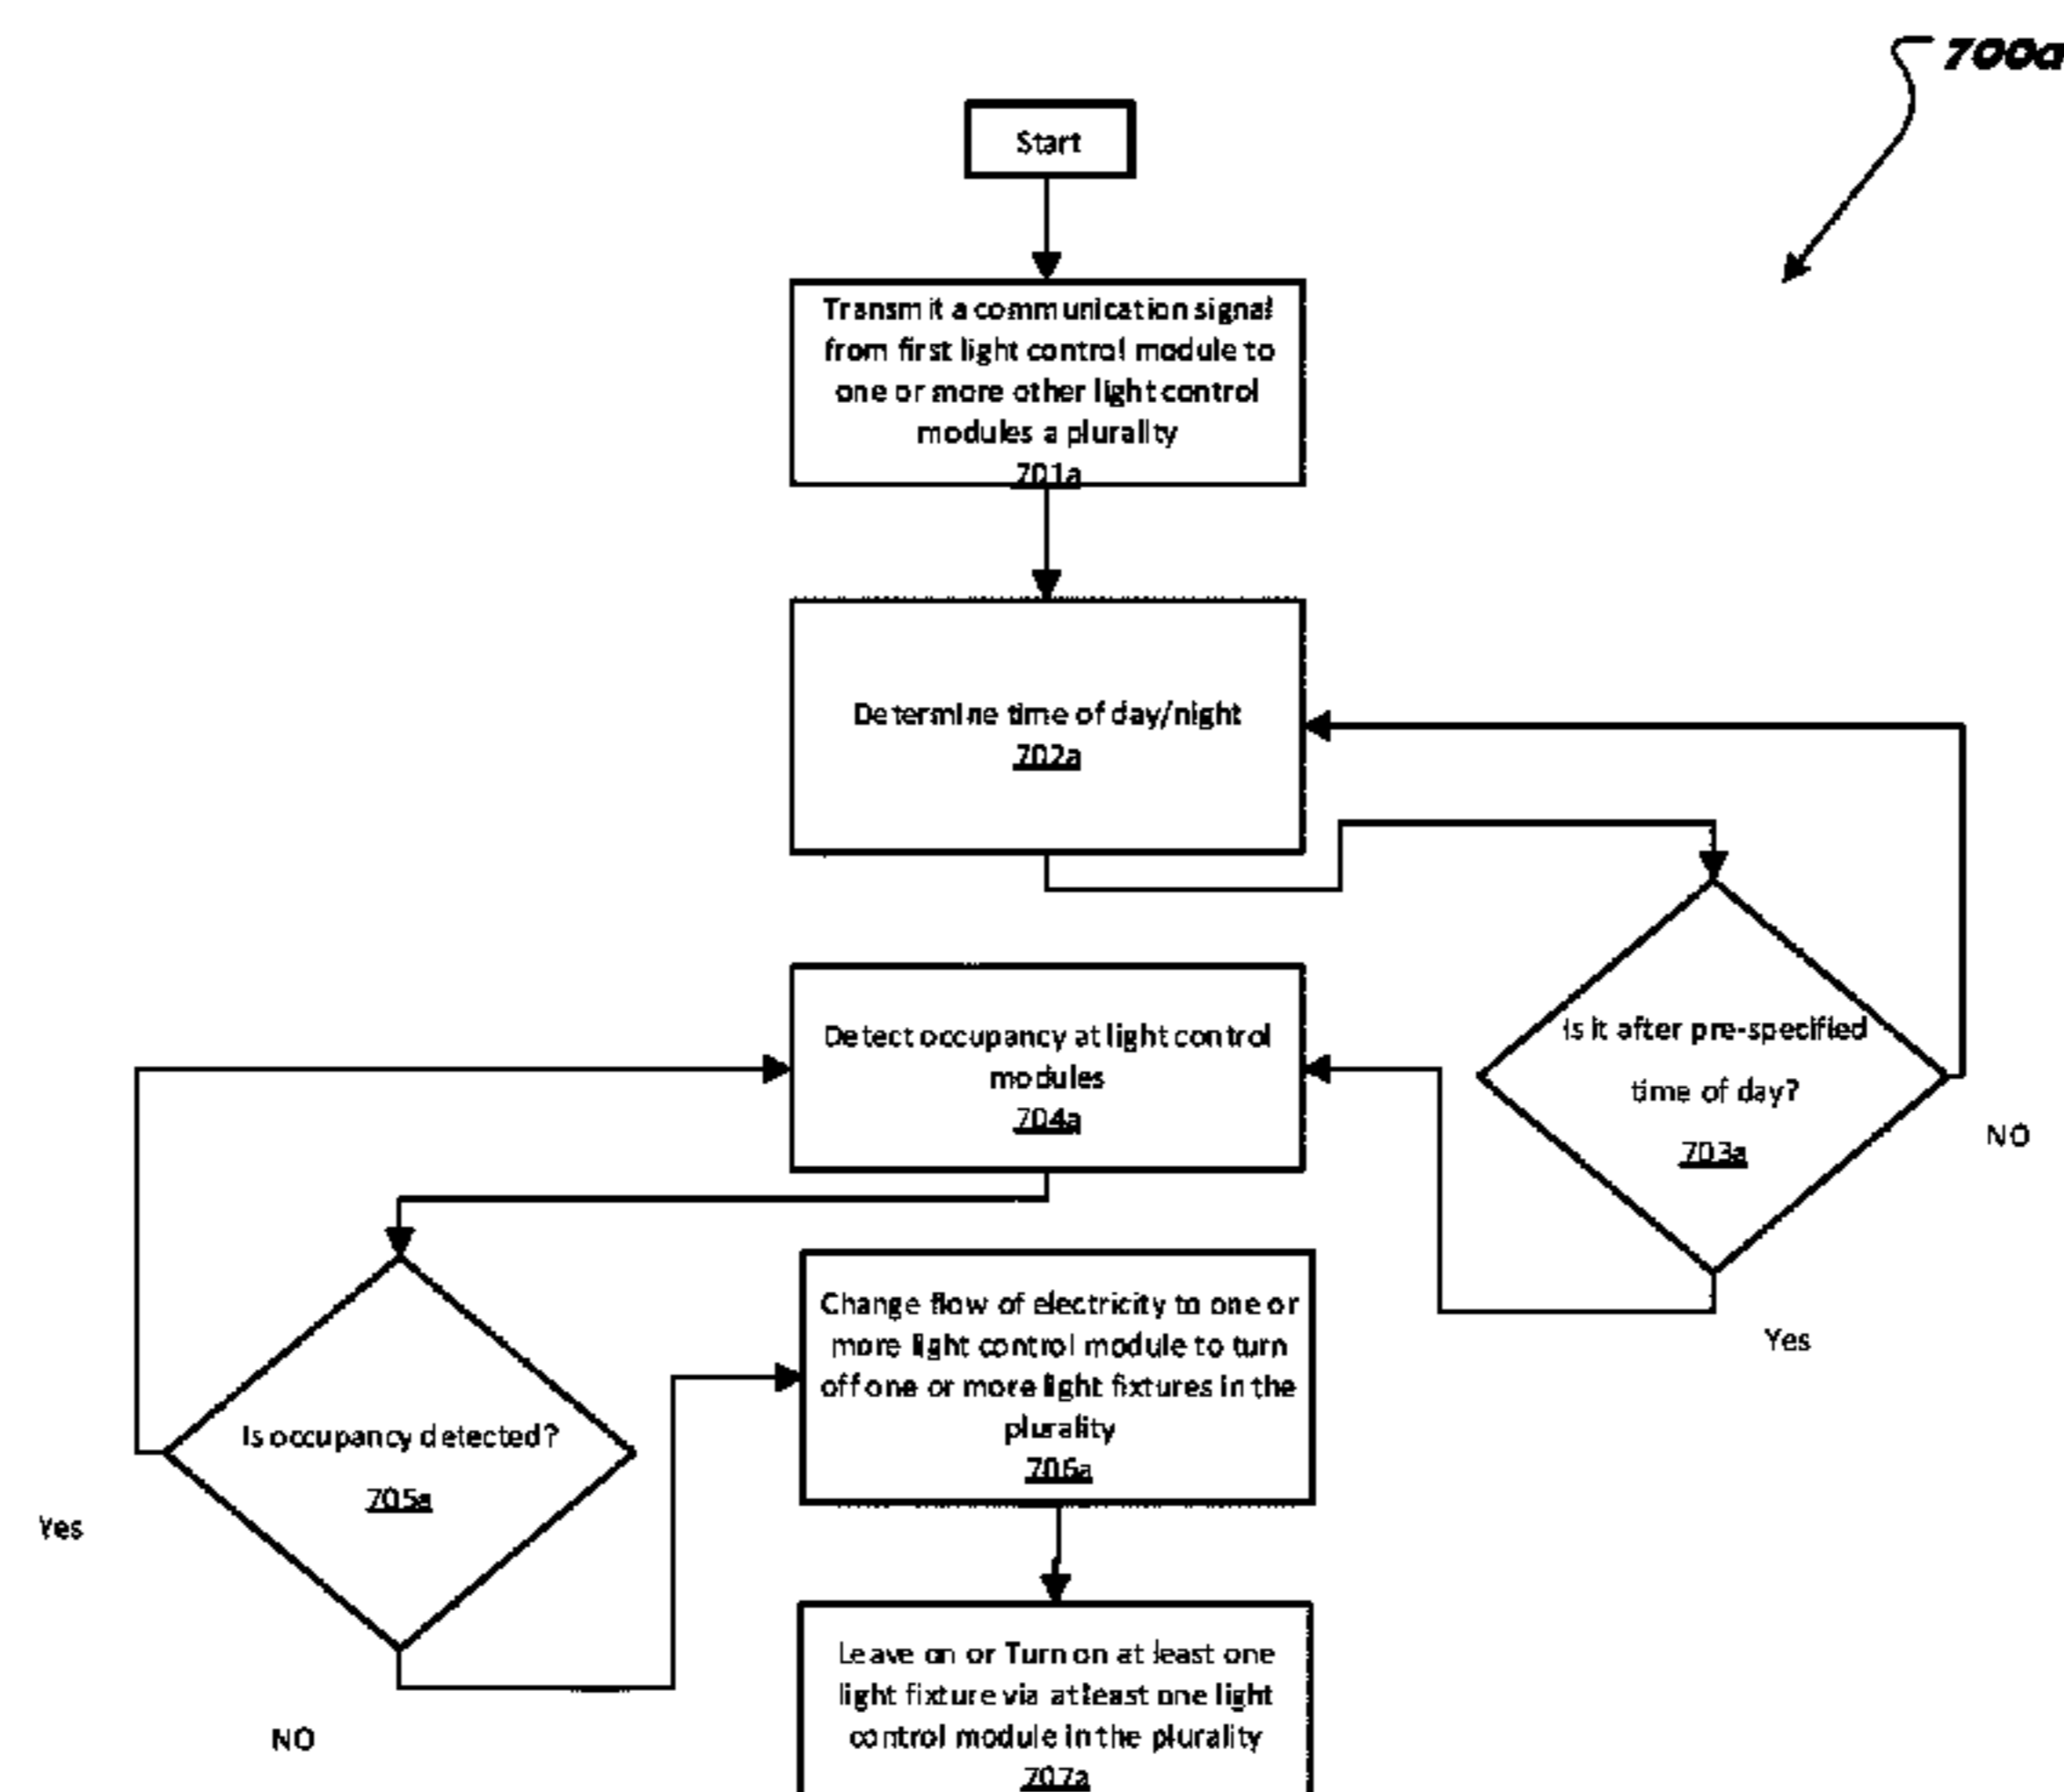 700a
Start
Transmit a communication signal
from first light control module to
one or more other light control
modules a plurality
701a
Determine time of day/night
702a
Is it after pre-specified
time of day?
703a
NO
Yes
Detect occupancy at light control
modules
704a
Is occupancy detected?
705a
Yes
NO
Change flow of electricity to one or
more light control module to turn
off one or more light fixtures in the
plurality
706a
Leave on or Turn on at least one
light fixture via at least one light
control module in the plurality
707a